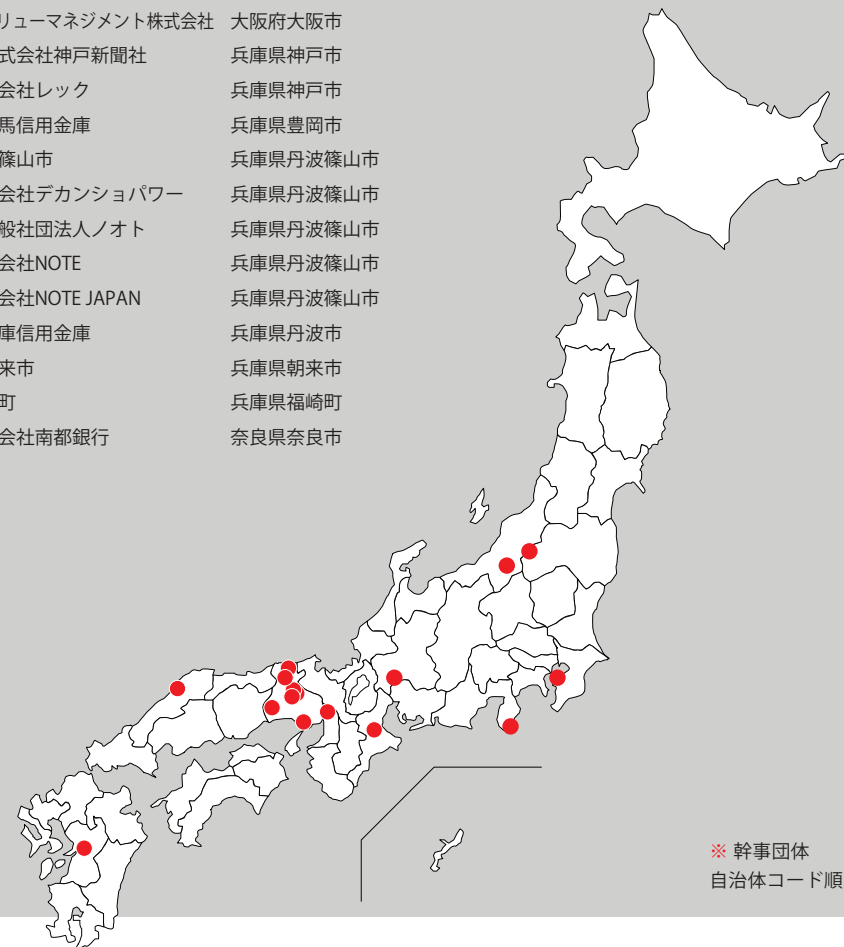 リューマネジメント株式会社 大阪府大阪市
式会社神戸新聞社 兵庫県神戸市
会社レック 兵庫県神戸市
馬信用金庫 兵庫県豊岡市
篠山市 兵庫県丹波篠山市
会社デカンショパワー 兵庫県丹波篠山市
般社団法人ノオト 兵庫県丹波篠山市
会社NOTE 兵庫県丹波篠山市
会社NOTE JAPAN 兵庫県丹波篠山市
庫信用金庫 兵庫県丹波市
来市 兵庫県朝来市
町 兵庫県福崎町
会社南都銀行 奈良県奈良市
※ 幹事団体
自治体コード順